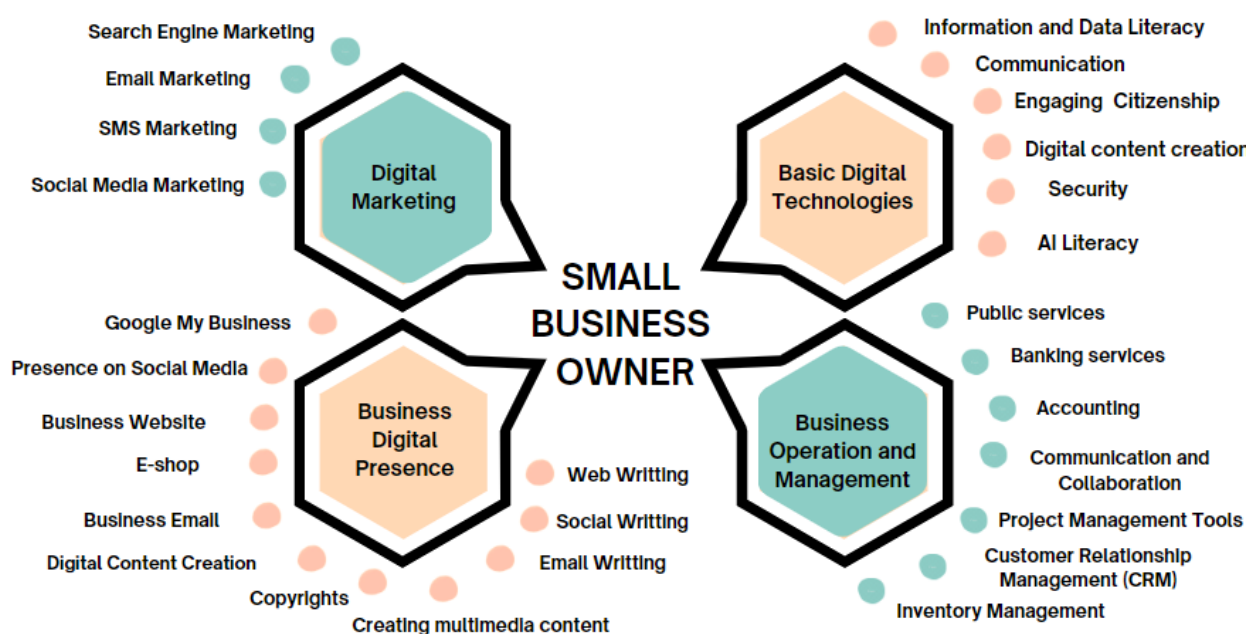 Search Engine Marketing
Email Marketing
SMS Marketing
Social Media Marketing
Digital
Marketing
Information and Data Literacy
Communication
Engaging Citizenship
Digital content creation
Security
AI Literacy
Basic Digital
Technologies
SMALL
BUSINESS
OWNER
Google My Business
Presence on Social Media
Business Website
E-shop
Business Email
Digital Content Creation
Copyrights
Creating multimedia content
Email Writting
Social Writting
Web Writting
Business
Digital
Presence
Public services
Banking services
Accounting
Communication and
Collaboration
Project Management Tools
Customer Relationship
Management (CRM)
Inventory Management
Business
Operation and
Management